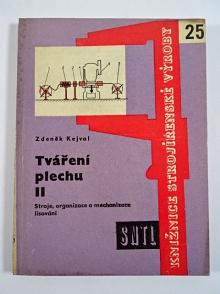 25
KNIŽNICE STROJÍRENSKÉ VÝROBY
Zdeněk Kejval
Tváření
plechu
II
Stroje, organizace a mechanizace
lisování
SNTL